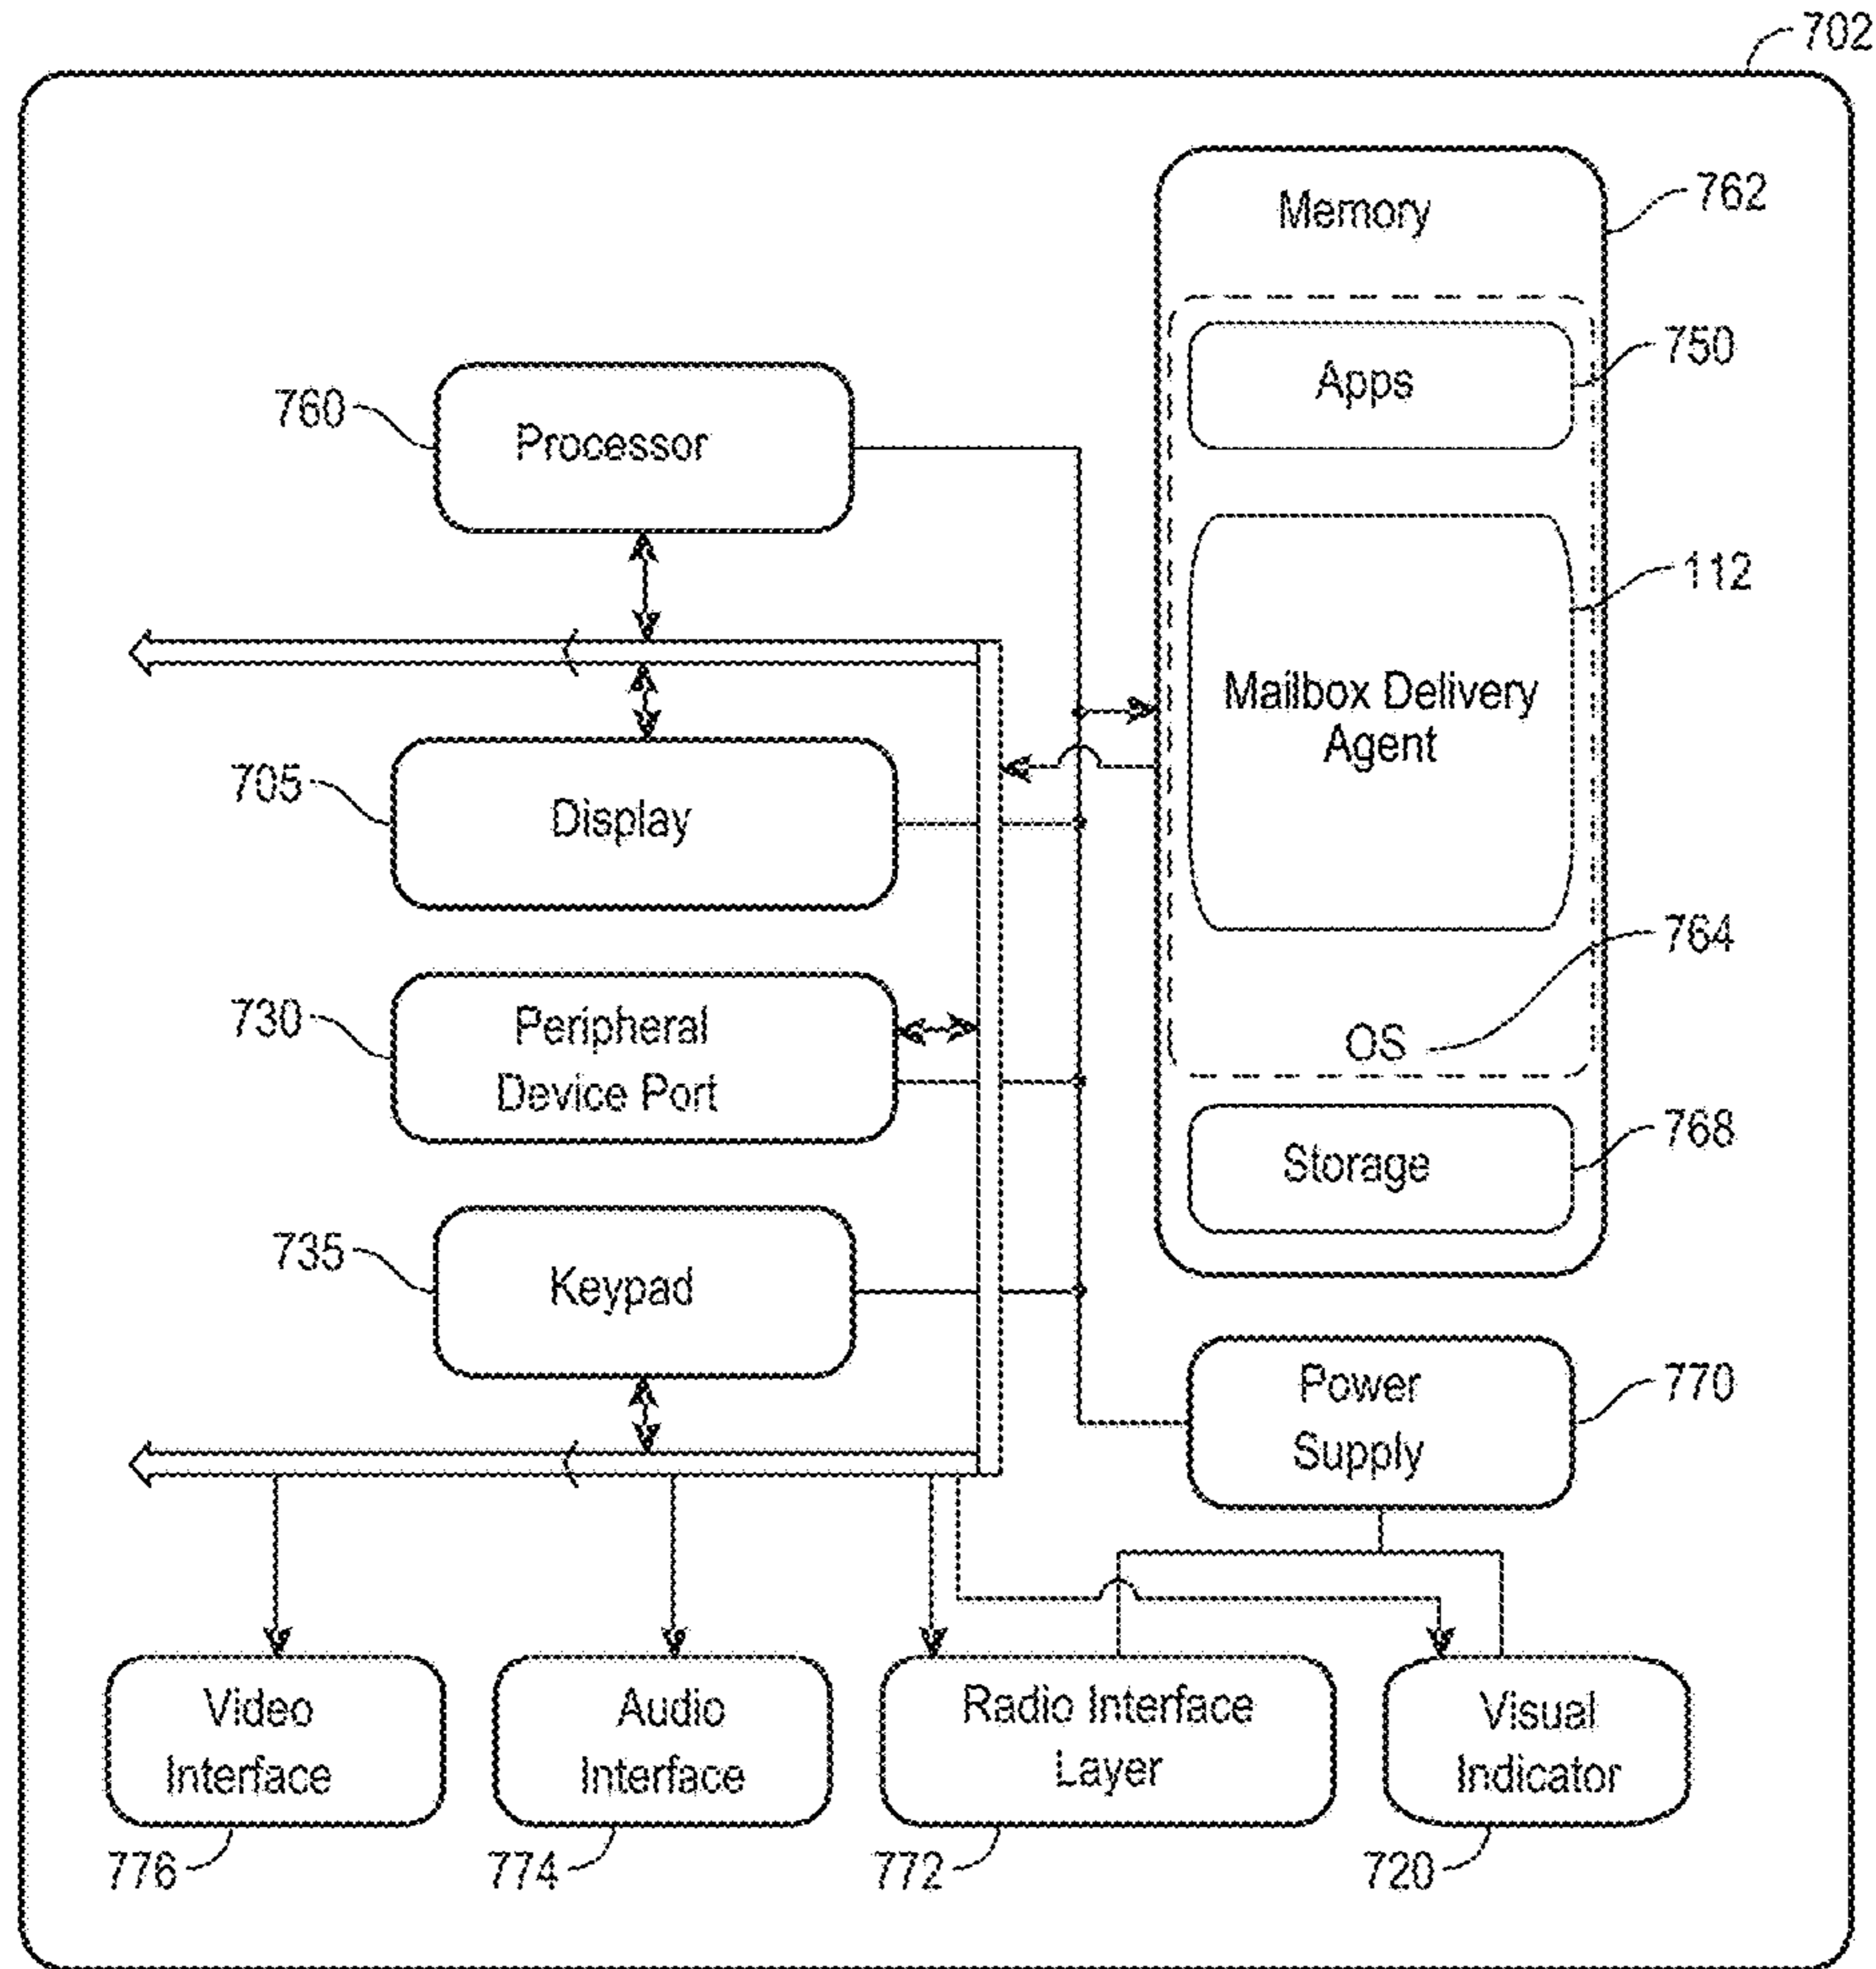 702
Memory
762
Apps
750
760
Processor
112
Mailbox Delivery
Agent
705
Display
764
730
Peripheral
Device Port
OS
Storage
768
735
Keypad
Power
Supply
770
Video
Interface
Audio
Interface
Radio Interface
Layer
Visual
Indicator
776
774
772
720